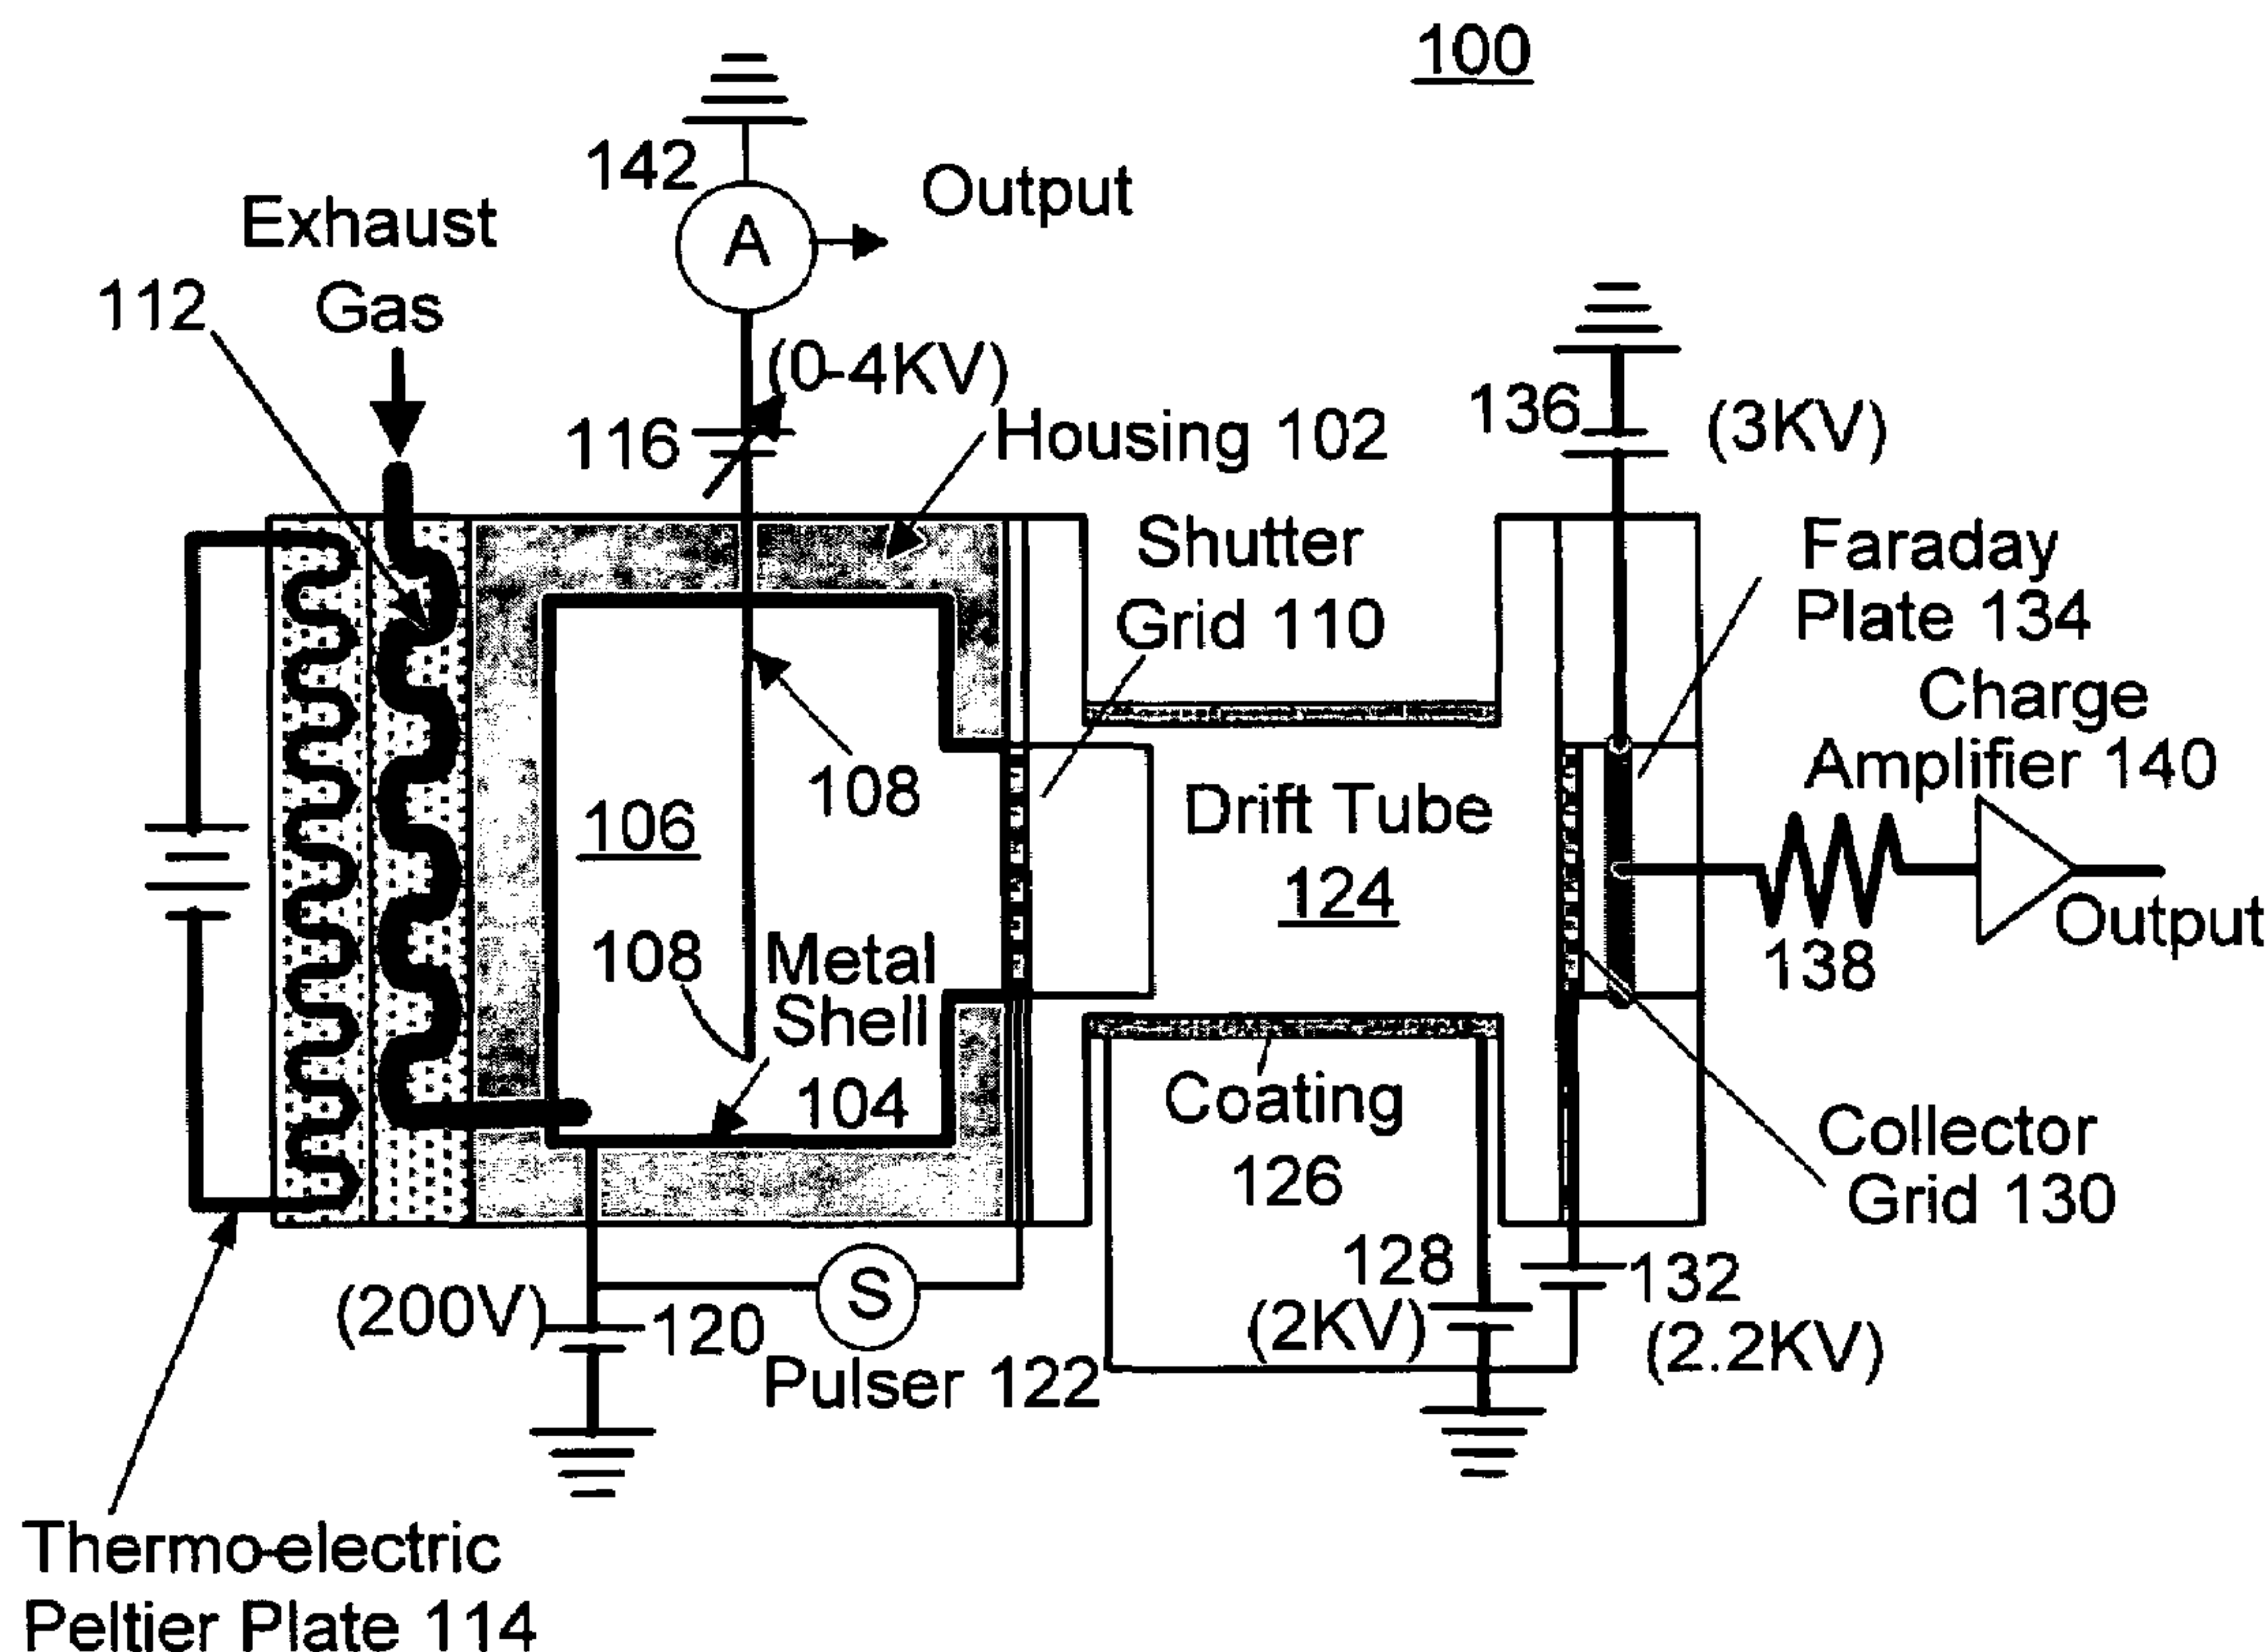 100
142
Output
A
Exhaust
Gas
112
(0-4KV)
116
Housing 102
136
(3KV)
Shutter
Grid 110
Faraday
Plate 134
Charge
Amplifier 140
108
106
Drift Tube
124
108
Metal
Shell
104
138
Output
Coating
126
Collector
Grid 130
(200V)
120
S
Pulser 122
128
(2KV)
132
(2.2KV)
Thermo-electric
Peltier Plate 114